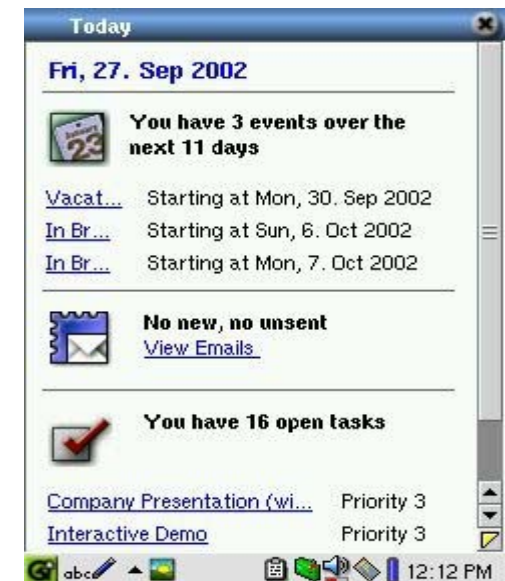 Today
Fri, 27. Sep 2002
You have 3 events over the
next 11 days
Vacat... Starting at Mon, 30. Sep 2002
In Br... Starting at Sun, 6. Oct 2002
In Br... Starting at Mon, 7. Oct 2002
No new, no unsent
View Emails
You have 16 open tasks
Company Presentation (wi... Priority 3
Interactive Demo Priority 3
abc 12:12 PM